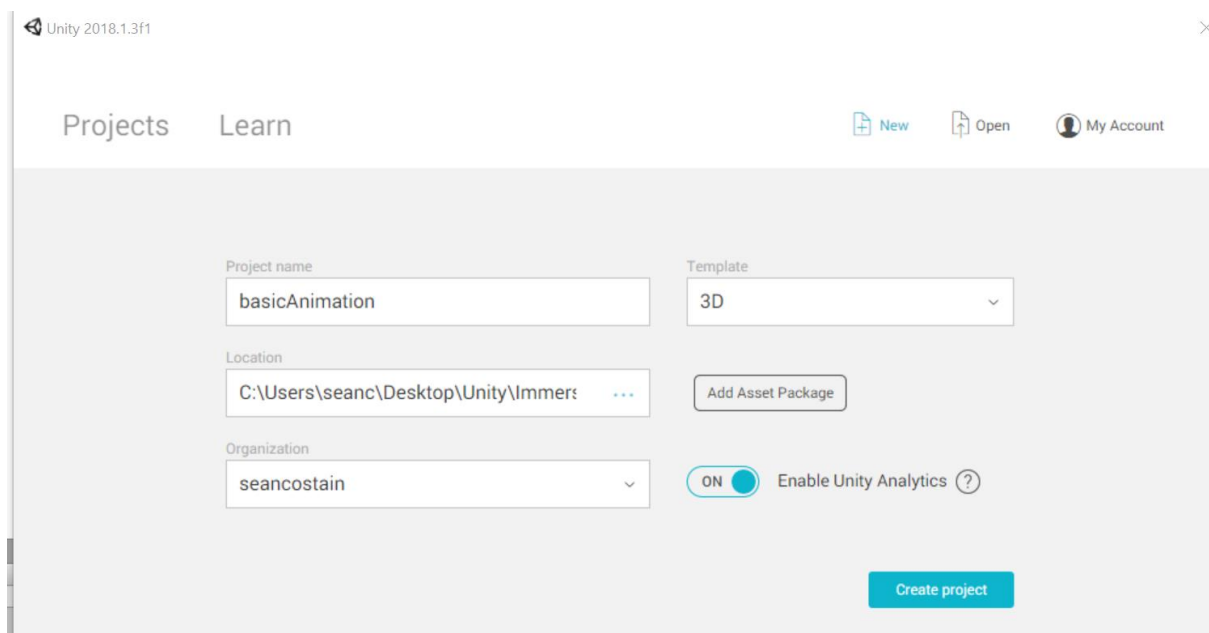 Unity 2018.1.3f1
Projects Learn New Open My Account
Project name Template
basicAnimation 3D
Location
C:\Users\seanc\Desktop\Unity\Immers ... Add Asset Package
Organization
seancostain ON Enable Unity Analytics ?
Create project